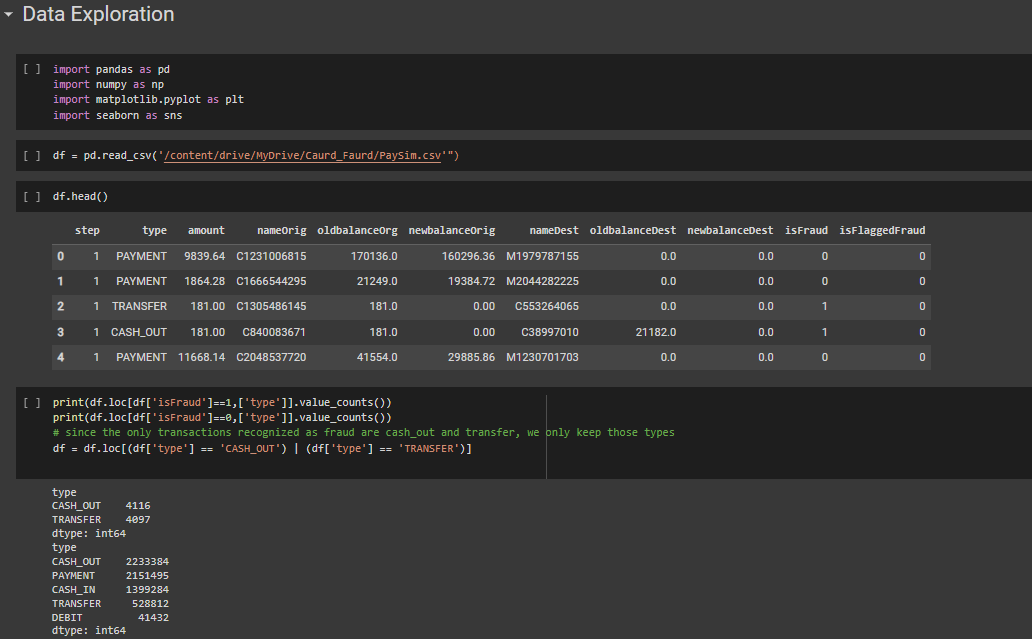 Data Exploration
[ ] import pandas as pd
import numpy as np
import matplotlib.pyplot as plt
import seaborn as sns
[ ] df = pd.read_csv('/content/drive/MyDrive/Caurd_Faurd/PaySim.csv'")
[ ] df.head()
step type amount nameOrig oldbalanceOrg newbalanceOrig nameDest oldbalanceDest newbalanceDest isFraud isFlaggedFraud
0 1 PAYMENT 9839.64 C1231006815 170136.0 160296.36 M1979787155 0.0 0.0 0 0
1 1 PAYMENT 1864.28 C1666544295 21249.0 19384.72 M2044282225 0.0 0.0 0 0
2 1 TRANSFER 181.00 C1305486145 181.0 0.00 C553264065 0.0 0.0 1 0
3 1 CASH_OUT 181.00 C840083671 181.0 0.00 C38997010 21182.0 0.0 1 0
4 1 PAYMENT 11668.14 C2048537720 41554.0 29885.86 M1230701703 0.0 0.0 0 0
[ ] print(df.loc[df['isFraud']==1,['type']].value_counts())
print(df.loc[df['isFraud']==0,['type']].value_counts())
# since the only transactions recognized as fraud are cash_out and transfer, we only keep those types
df = df.loc[(df['type'] == 'CASH_OUT') | (df['type'] == 'TRANSFER')]
type
CASH_OUT 4116
TRANSFER 4097
dtype: int64
type
CASH_OUT 2233384
PAYMENT 2151495
CASH_IN 1399284
TRANSFER 528812
DEBIT 41432
dtype: int64